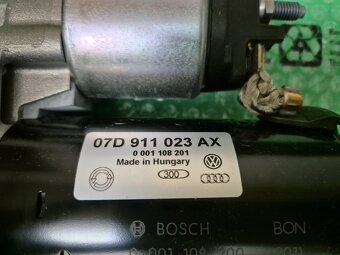 07D 911 023 AX
0 001 108 201
Made in Hungary
300
BOSCH BON